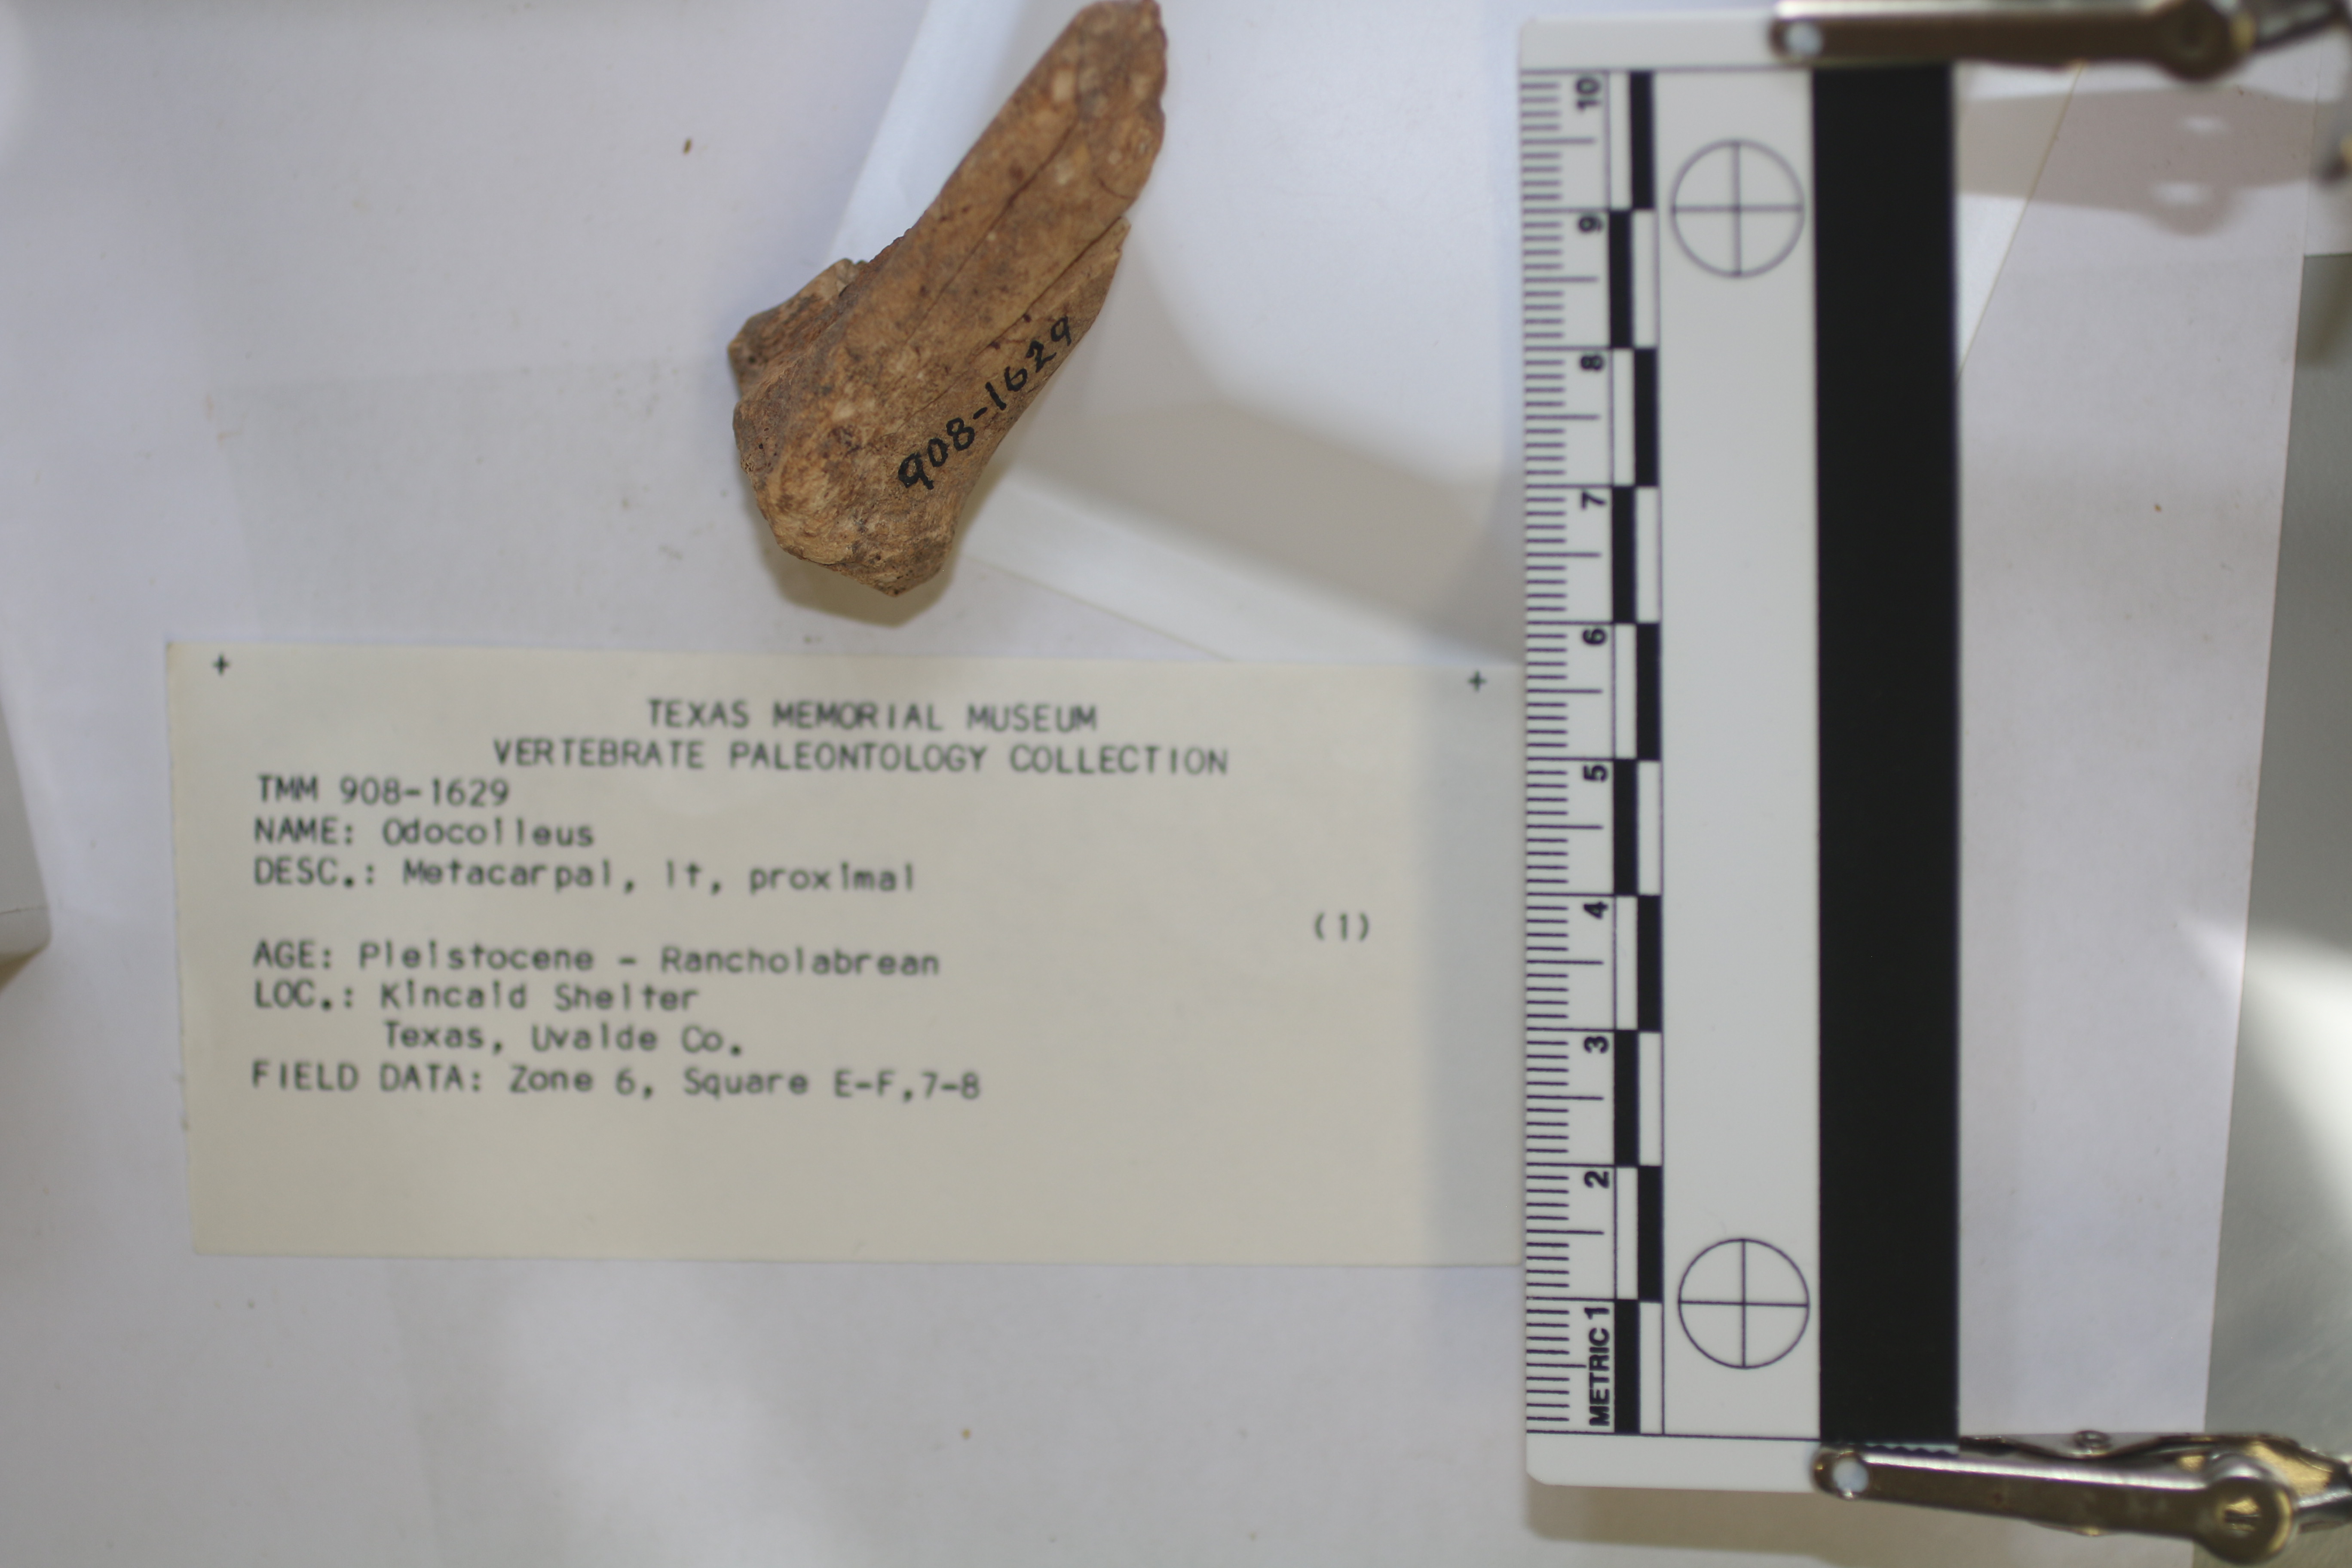 TEXAS MEMORIAL MUSEUM
VERTEBRATE PALEONTOLOGY COLLECTION
TMM 908-1629
NAME: Odocoileus
DESC.: Metacarpal, lt, proximal
(1)
AGE: Pleistocene - Rancholabrean
LOC.: Kincaid Shelter
Texas, Uvalde Co.
FIELD DATA: Zone 6, Square E-F,7-8
908-1629
METRIC 1 2 3 4 5 6 7 8 9 10